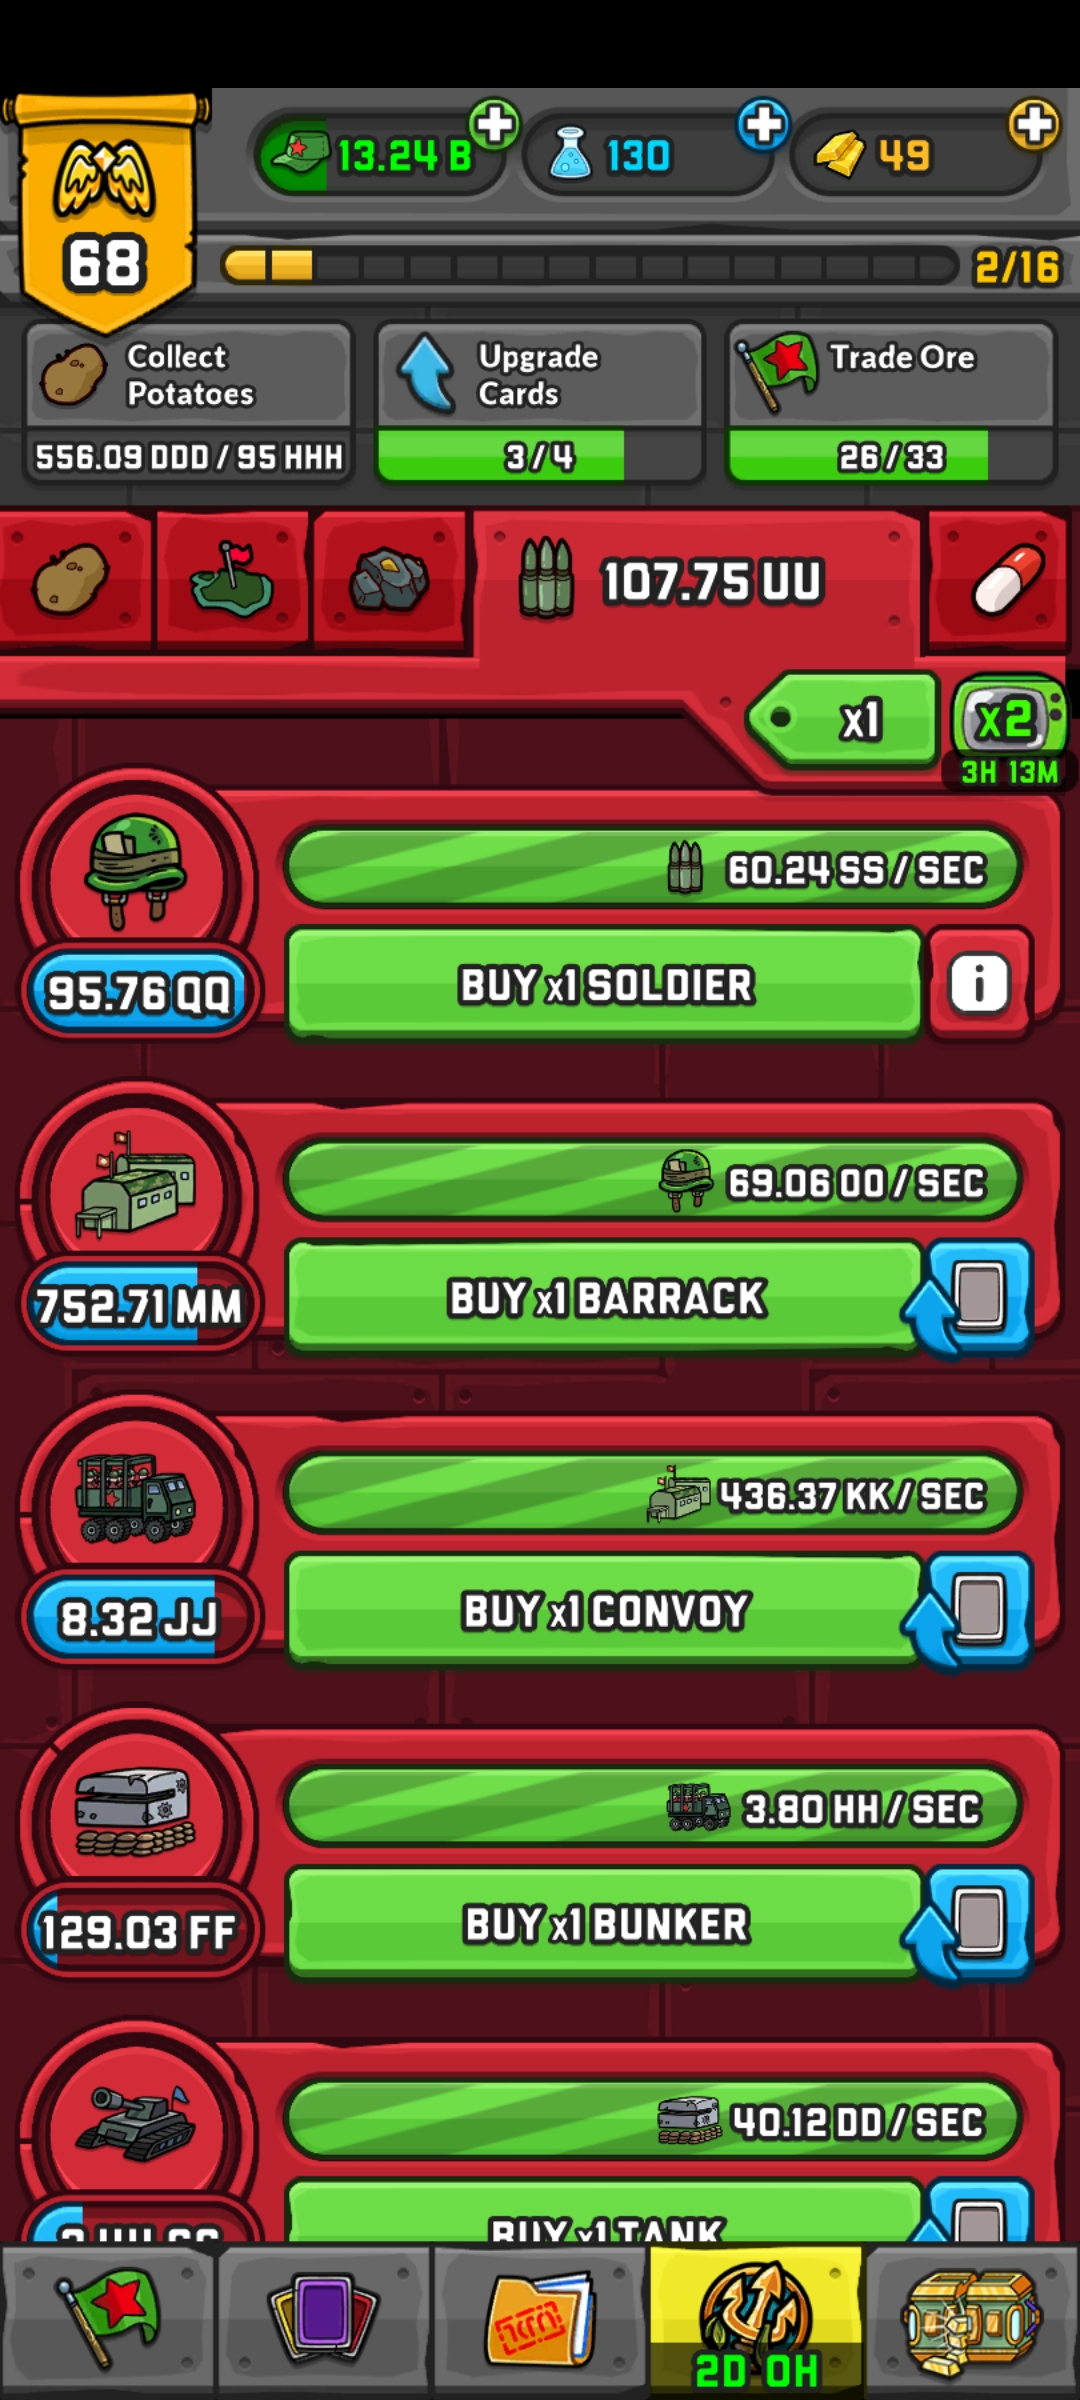 13.24 B
130
49
68
2/16
Collect
Potatoes
Upgrade
Cards
Trade Ore
556.09 DDD / 95 HHH
3/4
26/33
107.75 UU
x1
x2
3H 13M
60.24 SS / SEC
95.76 QQ
BUY x1 SOLDIER
i
69.06 OO / SEC
752.71 MM
BUY x1 BARRACK
436.37 KK / SEC
8.32 JJ
BUY x1 CONVOY
3.80 HH / SEC
129.03 FF
BUY x1 BUNKER
40.12 DD / SEC
BUY x1 TANK
2D 0H